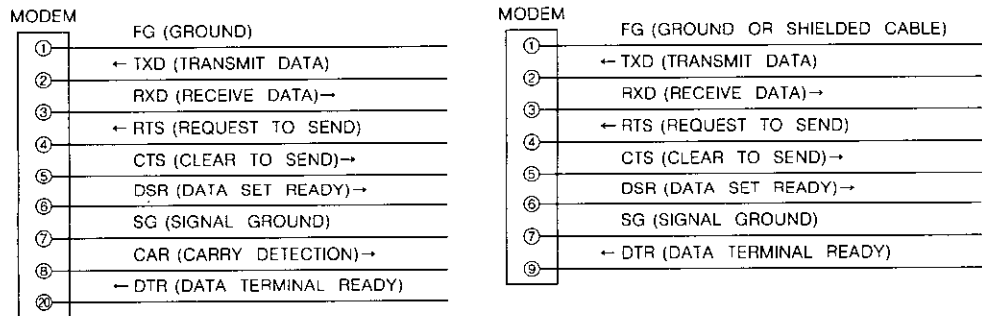 MODEM
FG (GROUND)
①
← TXD (TRANSMIT DATA)
②
RXD (RECEIVE DATA)→
③
← RTS (REQUEST TO SEND)
④
CTS (CLEAR TO SEND)→
⑤
DSR (DATA SET READY)→
⑥
SG (SIGNAL GROUND)
⑦
CAR (CARRY DETECTION)→
⑧
← DTR (DATA TERMINAL READY)
⑳
MODEM
FG (GROUND OR SHIELDED CABLE)
①
← TXD (TRANSMIT DATA)
②
RXD (RECEIVE DATA)→
③
← RTS (REQUEST TO SEND)
④
CTS (CLEAR TO SEND)→
⑤
DSR (DATA SET READY)→
⑥
SG (SIGNAL GROUND)
⑦
← DTR (DATA TERMINAL READY)
⑨